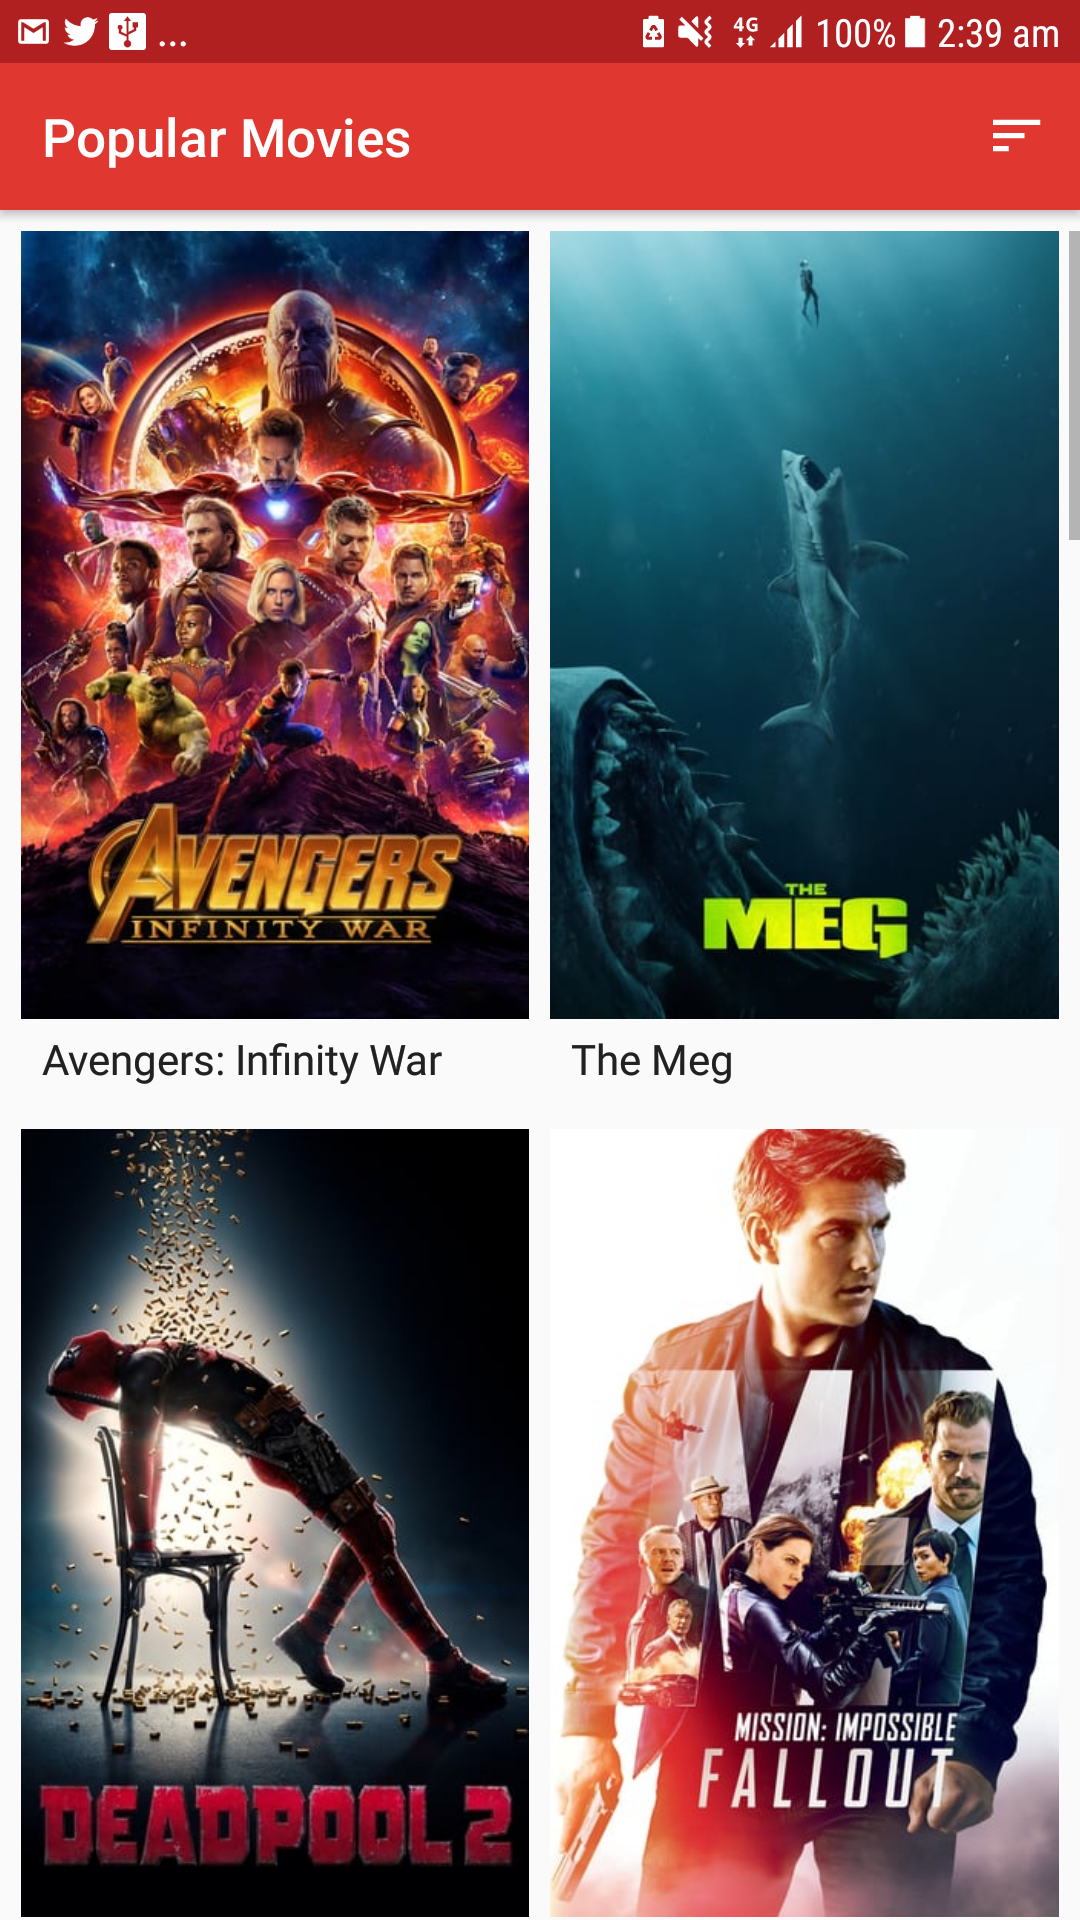 ... 4G 100% 2:39 am
Popular Movies
AVENGERS
INFINITY WAR
THE
MEG
Avengers: Infinity War
The Meg
DEADPOOL 2
MISSION: IMPOSSIBLE
FALLOUT